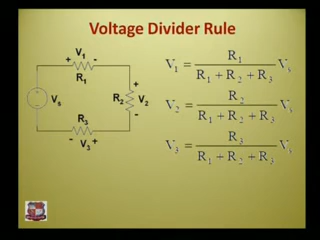 Voltage Divider Rule
+ V₁ -
R₁
Vₛ
+
R₂ V₂
-
R₃
- V₃ +
V₁ = R₁ / (R₁ + R₂ + R₃) Vₛ
V₂ = R₂ / (R₁ + R₂ + R₃) Vₛ
V₃ = R₃ / (R₁ + R₂ + R₃) Vₛ